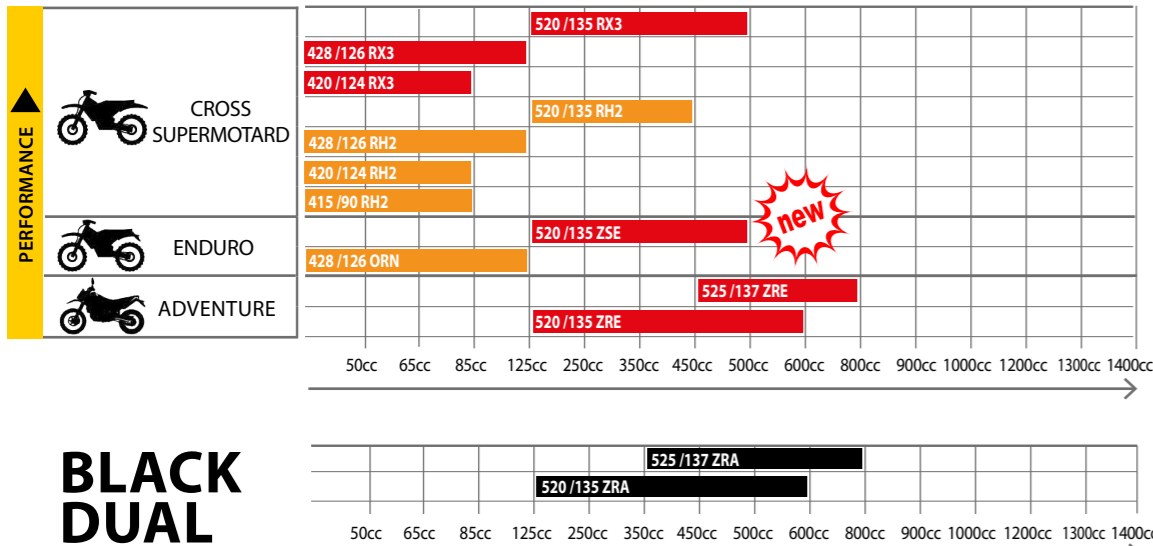 PERFORMANCE
CROSS
SUPERMOTARD
520 /135 RX3
428 /126 RX3
420 /124 RX3
520 /135 RH2
428 /126 RH2
420 /124 RH2
415 /90 RH2
new
ENDURO
520 /135 ZSE
428 /126 ORN
ADVENTURE
525 /137 ZRE
520 /135 ZRE
50cc 65cc 85cc 125cc 250cc 350cc 450cc 500cc 600cc 800cc 900cc 1000cc 1200cc 1300cc 1400cc
BLACK
DUAL
525 /137 ZRA
520 /135 ZRA
50cc 65cc 85cc 125cc 250cc 350cc 450cc 500cc 600cc 800cc 900cc 1000cc 1200cc 1300cc 1400cc